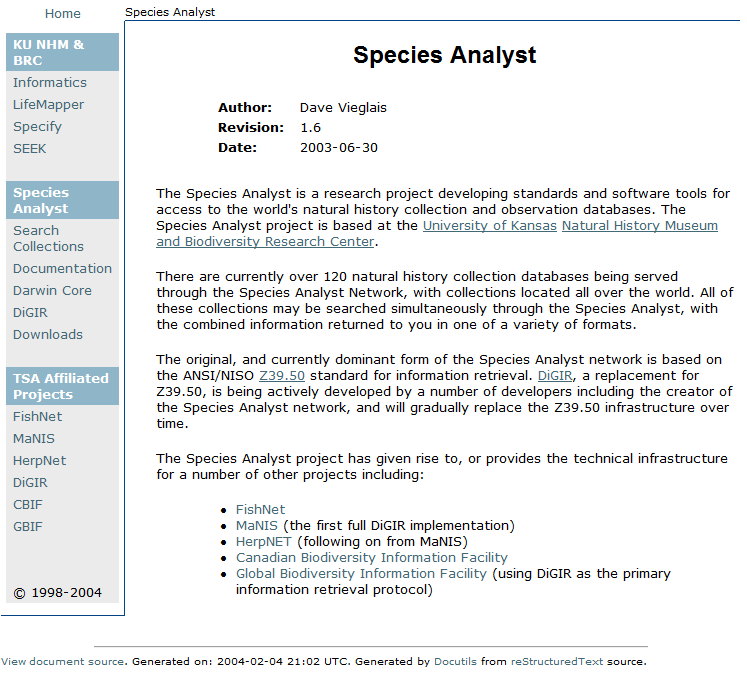 Home
KU NHM &
BRC
Informatics
LifeMapper
Specify
SEEK
Species
Analyst
Search
Collections
Documentation
Darwin Core
DiGIR
Downloads
TSA Affiliated
Projects
FishNet
MaNIS
HerpNet
DiGIR
CBIF
GBIF
© 1998-2004
Species Analyst
Species Analyst
Author: Dave Vieglais
Revision: 1.6
Date: 2003-06-30
The Species Analyst is a research project developing standards and software tools for
access to the world's natural history collection and observation databases. The
Species Analyst project is based at the University of Kansas Natural History Museum
and Biodiversity Research Center.
There are currently over 120 natural history collection databases being served
through the Species Analyst Network, with collections located all over the world. All of
these collections may be searched simultaneously through the Species Analyst, with
the combined information returned to you in one of a variety of formats.
The original, and currently dominant form of the Species Analyst network is based on
the ANSI/NISO Z39.50 standard for information retrieval. DiGIR, a replacement for
Z39.50, is being actively developed by a number of developers including the creator of
the Species Analyst network, and will gradually replace the Z39.50 infrastructure over
time.
The Species Analyst project has given rise to, or provides the technical infrastructure
for a number of other projects including:
• FishNet
• MaNIS (the first full DiGIR implementation)
• HerpNET (following on from MaNIS)
• Canadian Biodiversity Information Facility
• Global Biodiversity Information Facility (using DiGIR as the primary
information retrieval protocol)
View document source. Generated on: 2004-02-04 21:02 UTC. Generated by Docutils from reStructuredText source.